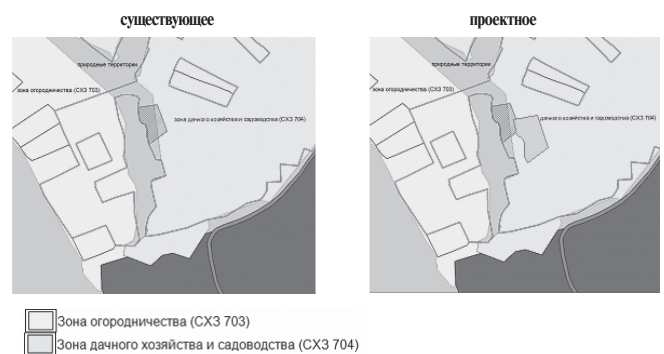 существующее
проектное
природные территории
зона огородничества (СХЗ 703)
зона дачного хозяйства и садоводства (СХЗ 704)
природные территории
зона огородничества (СХЗ 703)
дачного хозяйства и садоводства (СХЗ 704)
Зона огородничества (СХЗ 703)
Зона дачного хозяйства и садоводства (СХЗ 704)